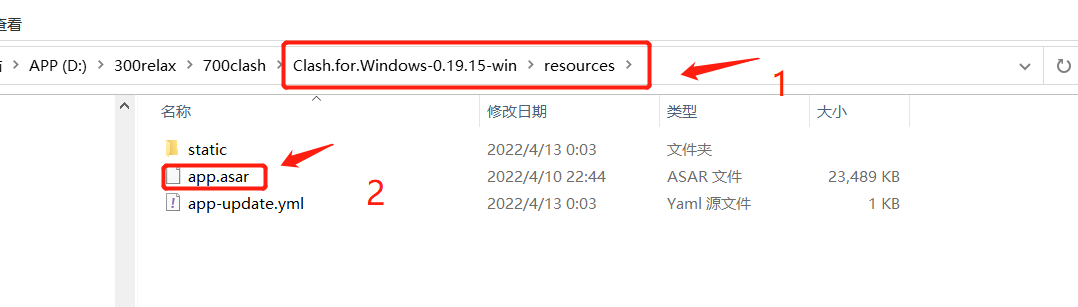 查看
APP (D:) 300relax 700clash Clash.for.Windows-0.19.15-win resources
1
名称 修改日期 类型 大小
static 2022/4/13 0:03 文件夹
app.asar 2022/4/10 22:44 ASAR 文件 23,489 KB
2
app-update.yml 2022/4/13 0:03 Yaml 源文件 1 KB